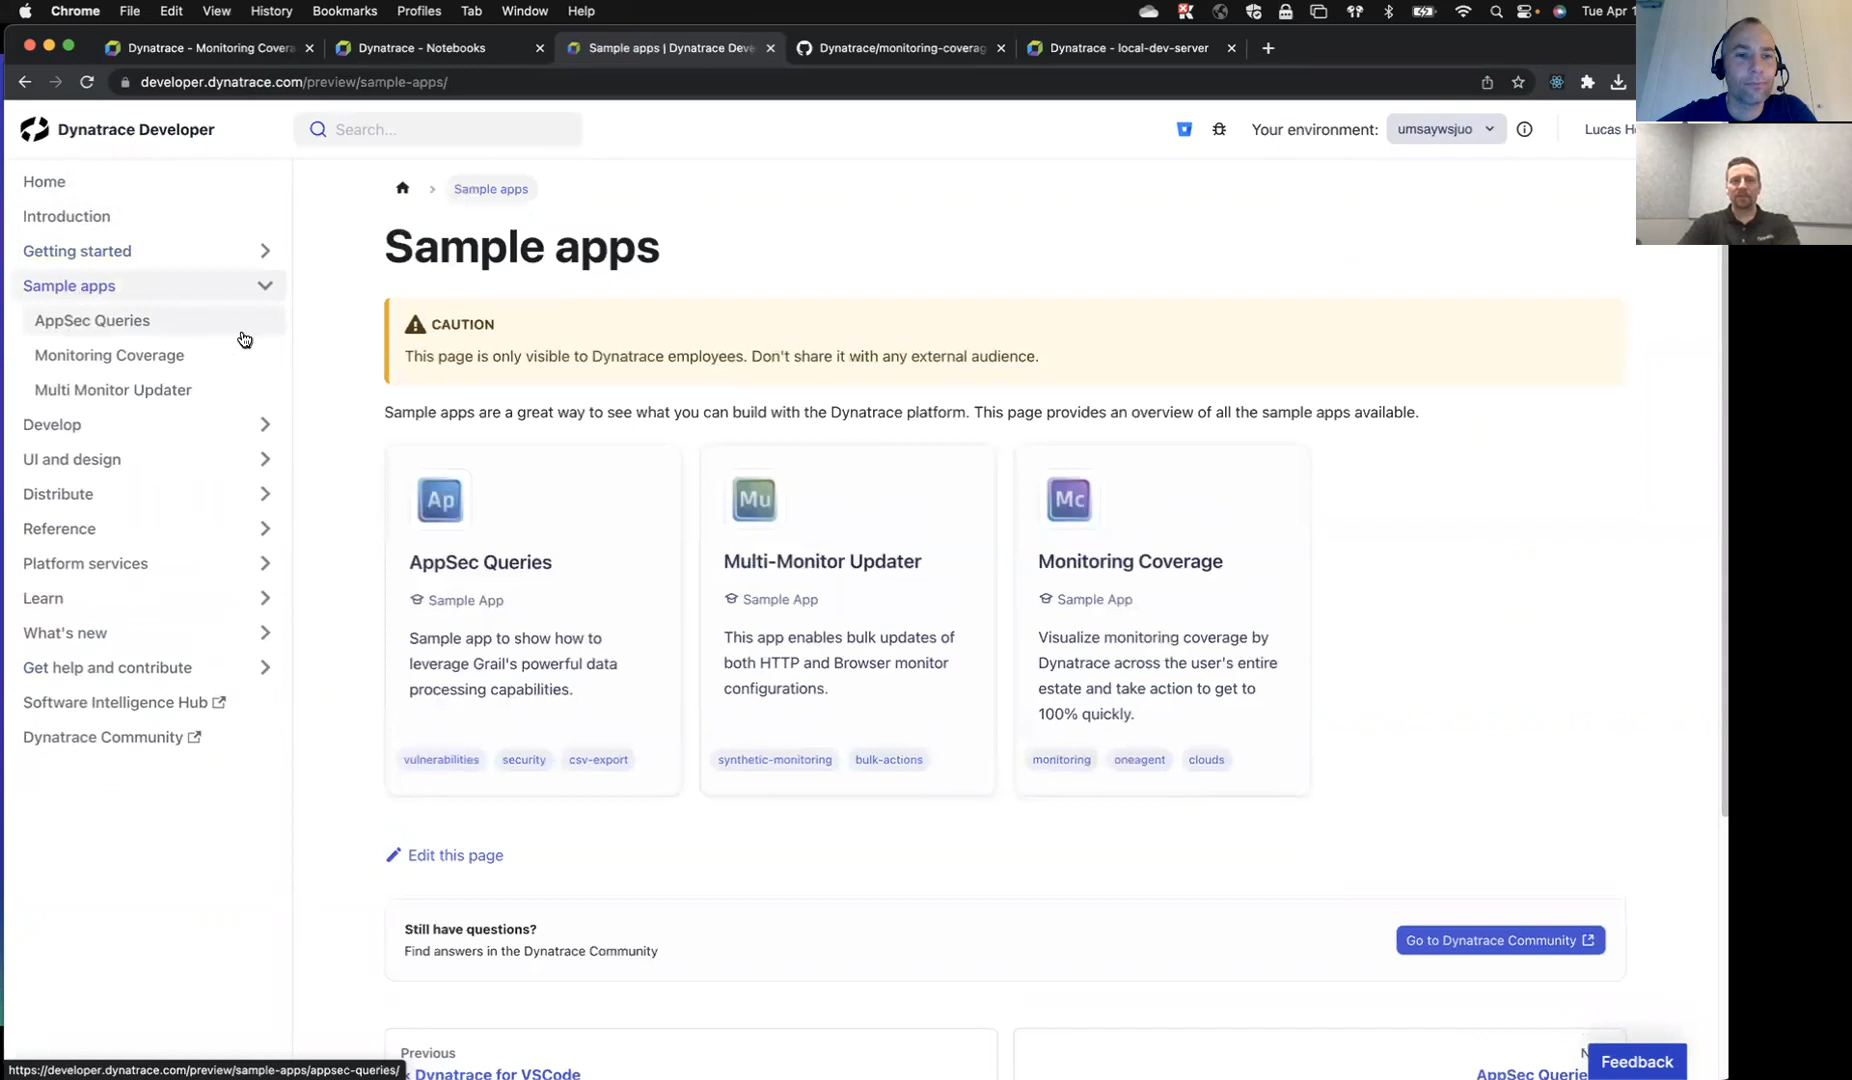 Chrome File Edit View History Bookmarks Profiles Tab Window Help Tue Apr 1
Dynatrace - Monitoring Covera
Dynatrace - Notebooks
Sample apps | Dynatrace Deve
Dynatrace/monitoring-coverag
Dynatrace - local-dev-server
developer.dynatrace.com/preview/sample-apps/
Dynatrace Developer
Search...
Your environment:
umsaywsjuo
Lucas H
Home
Introduction
Getting started
Sample apps
AppSec Queries
Monitoring Coverage
Multi Monitor Updater
Develop
UI and design
Distribute
Reference
Platform services
Learn
What's new
Get help and contribute
Software Intelligence Hub
Dynatrace Community
Sample apps
Sample apps
CAUTION
This page is only visible to Dynatrace employees. Don't share it with any external audience.
Sample apps are a great way to see what you can build with the Dynatrace platform. This page provides an overview of all the sample apps available.
Ap
AppSec Queries
Sample App
Sample app to show how to
leverage Grail's powerful data
processing capabilities.
vulnerabilities security csv-export
Mu
Multi-Monitor Updater
Sample App
This app enables bulk updates of
both HTTP and Browser monitor
configurations.
synthetic-monitoring bulk-actions
Mc
Monitoring Coverage
Sample App
Visualize monitoring coverage by
Dynatrace across the user's entire
estate and take action to get to
100% quickly.
monitoring oneagent clouds
Edit this page
Still have questions?
Find answers in the Dynatrace Community
Go to Dynatrace Community
Previous
« Dynatrace for VSCode
N
AppSec Querie
Feedback
https://developer.dynatrace.com/preview/sample-apps/appsec-queries/